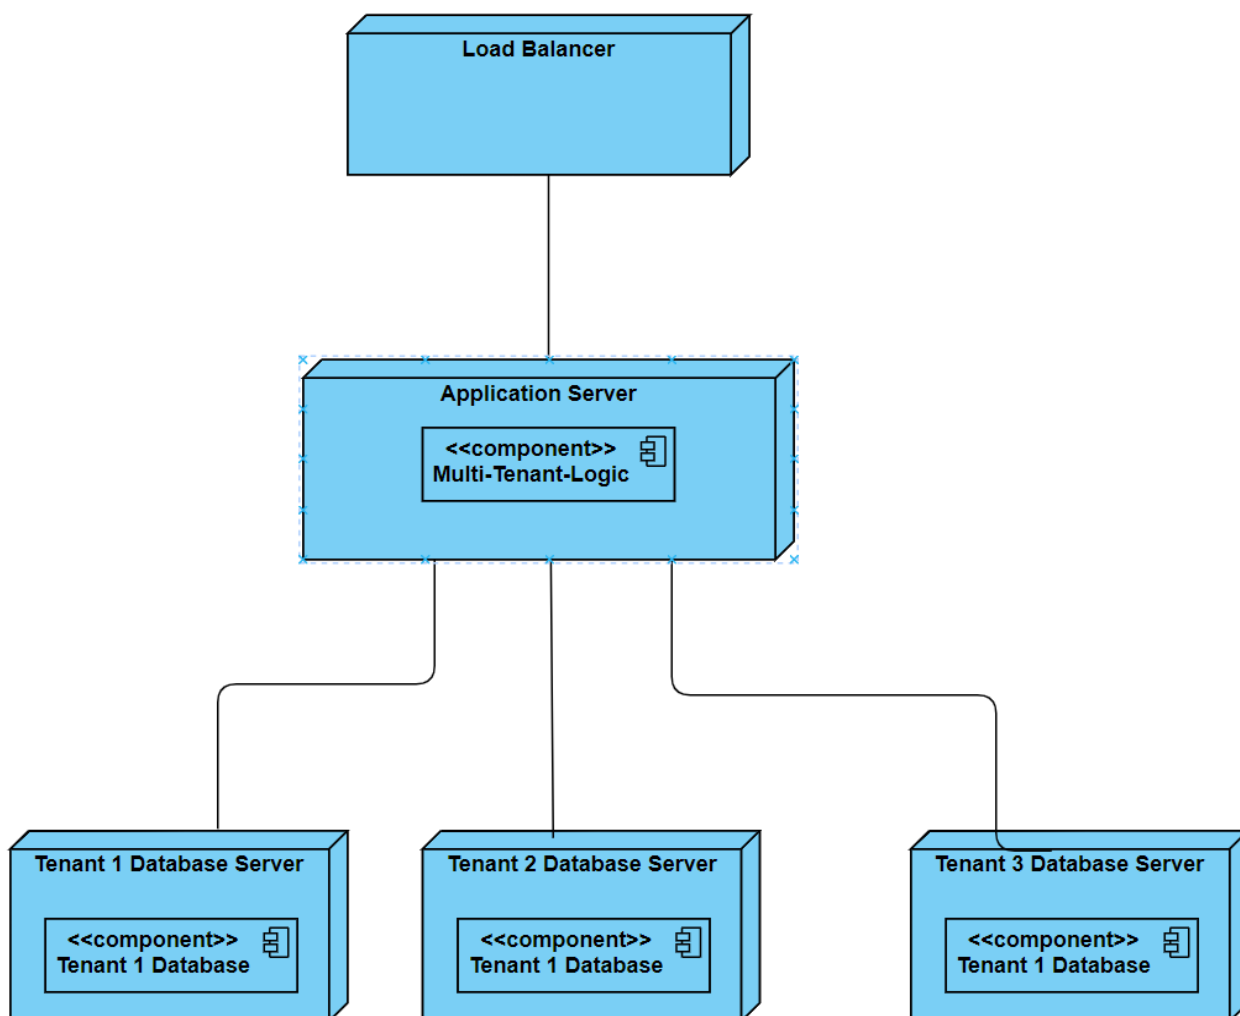 Load Balancer
Application Server
<<component>>
Multi-Tenant-Logic
Tenant 1 Database Server
<<component>>
Tenant 1 Database
Tenant 2 Database Server
<<component>>
Tenant 1 Database
Tenant 3 Database Server
<<component>>
Tenant 1 Database